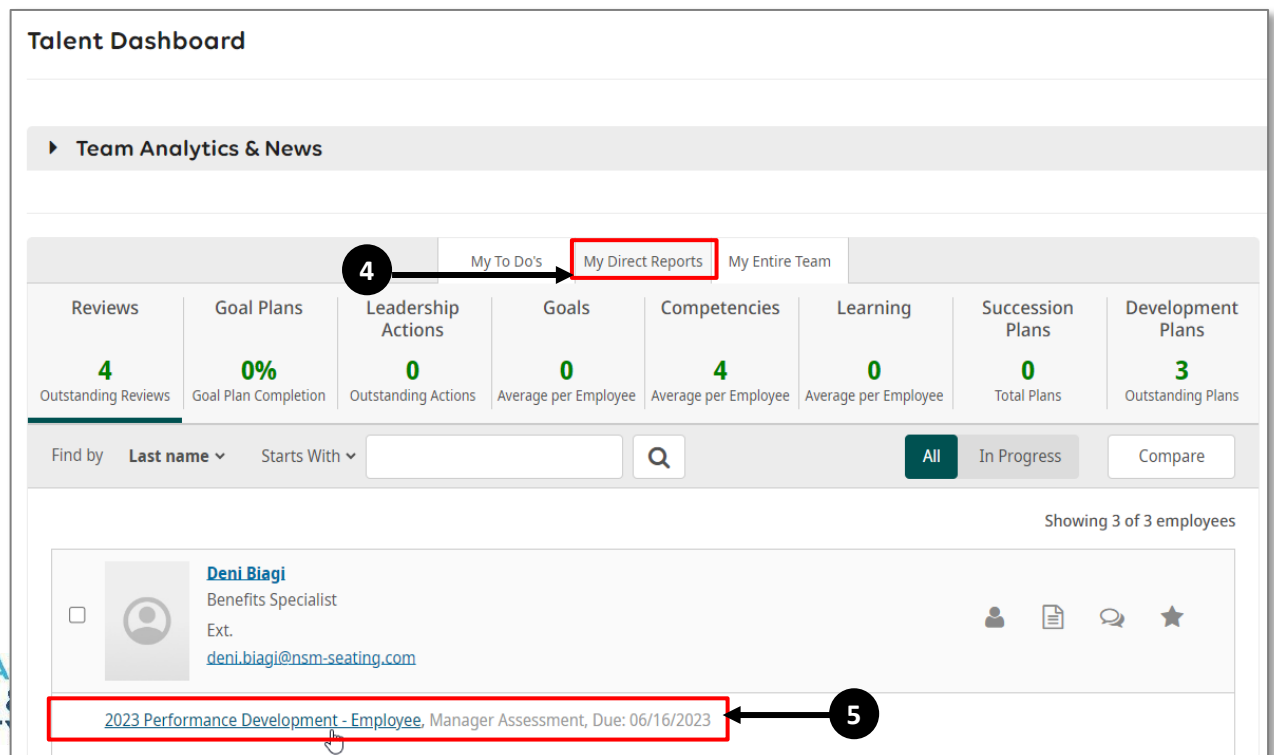 Talent Dashboard
Team Analytics & News
4
My To Do's My Direct Reports My Entire Team
Reviews Goal Plans Leadership Goals Competencies Learning Succession Development
Actions Plans Plans
4 0% 0 0 4 0 0 3
Outstanding Reviews Goal Plan Completion Outstanding Actions Average per Employee Average per Employee Average per Employee Total Plans Outstanding Plans
Find by Last name Starts With All In Progress Compare
Showing 3 of 3 employees
Deni Biagi
Benefits Specialist
Ext.
deni.biagi@nsm-seating.com
2023 Performance Development - Employee, Manager Assessment, Due: 06/16/2023
5